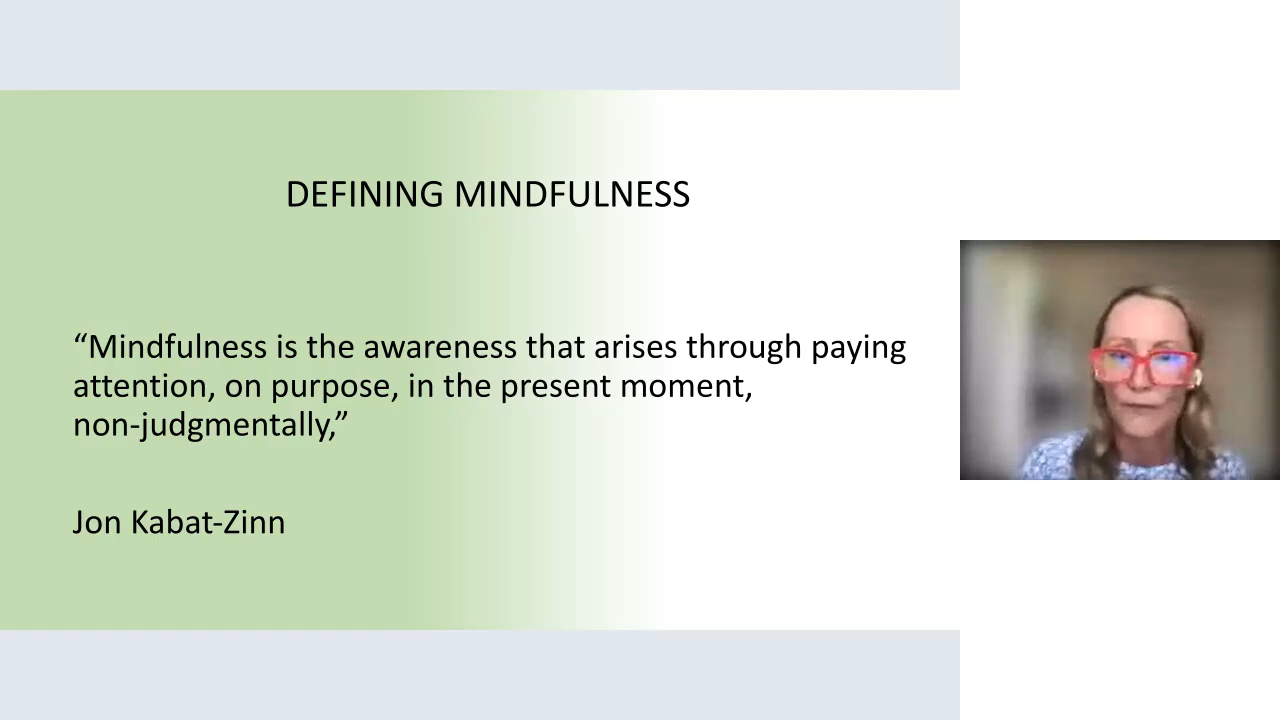 DEFINING MINDFULNESS
“Mindfulness is the awareness that arises through paying
attention, on purpose, in the present moment,
non-judgmentally,”
Jon Kabat-Zinn